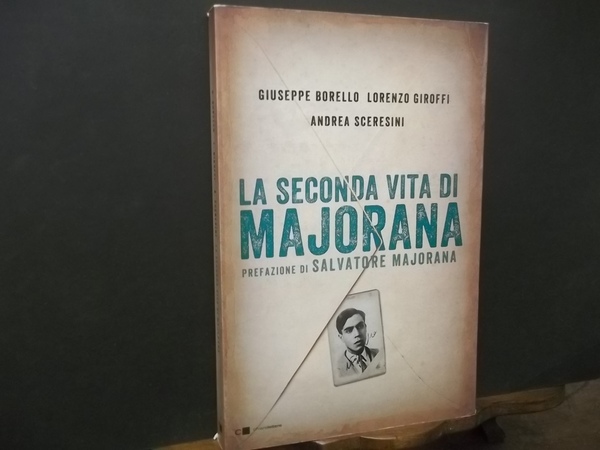 GIUSEPPE BORELLO LORENZO GIROFFI
ANDREA SCERESINI
LA SECONDA VITA DI
MAJORANA
PREFAZIONE DI SALVATORE MAJORANA